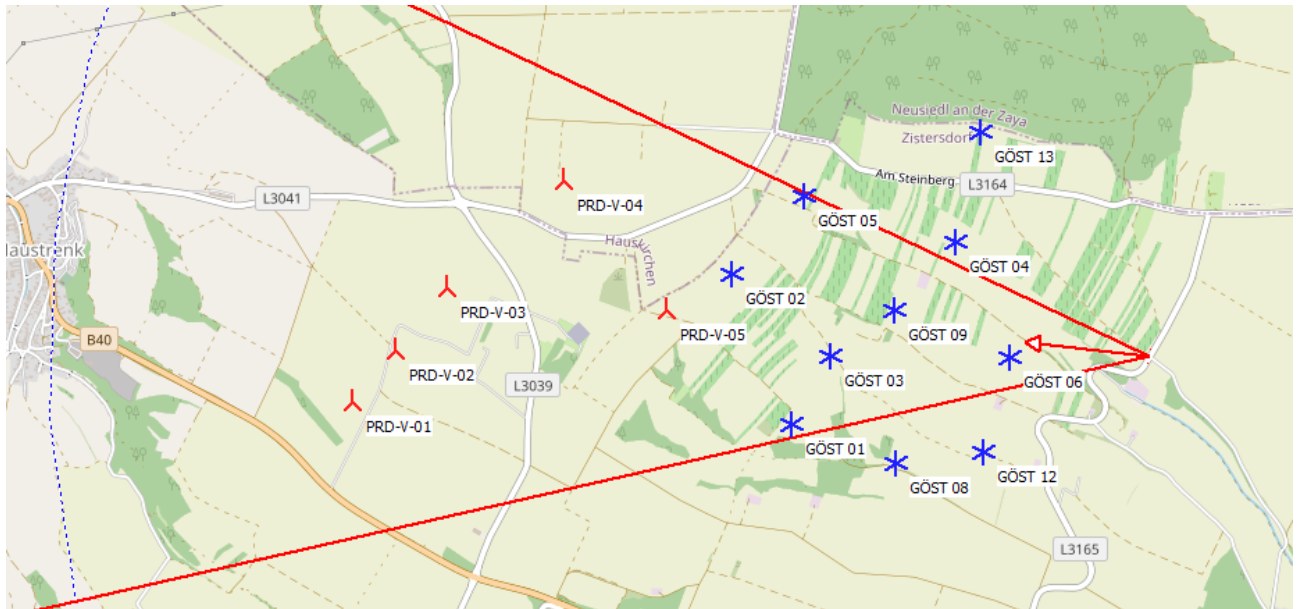 Neusiedl an der Zaya
Zistersdorf
GÖST 13
Am Steinberg
L3164
L3041
PRD-V-04
GÖST 05
Hauskirchen
GÖST 04
GÖST 02
PRD-V-03
PRD-V-05
GÖST 09
B40
PRD-V-02
GÖST 03
GÖST 06
L3039
PRD-V-01
GÖST 01
GÖST 08
GÖST 12
L3165